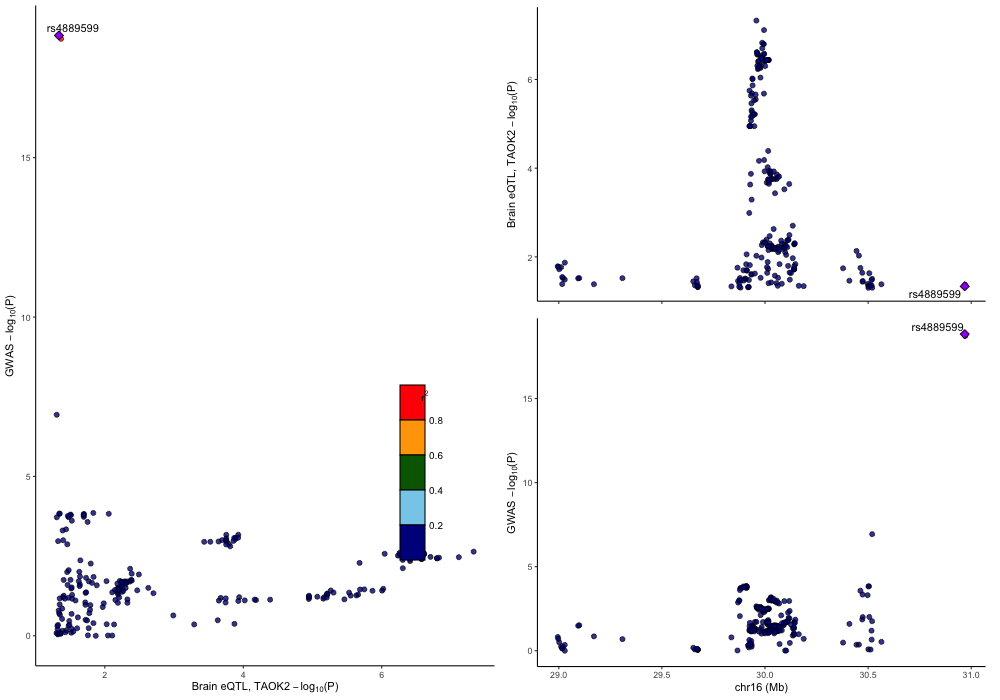 rs4889599
15
10
5
0
GWAS −log10(P)
2
4
6
Brain eQTL, TAOK2 −log10(P)
r2
0.8
0.6
0.4
0.2
6
4
2
Brain eQTL, TAOK2 −log10(P)
rs4889599
rs4889599
15
10
5
0
GWAS −log10(P)
29.0
29.5
30.0
30.5
31.0
chr16 (Mb)